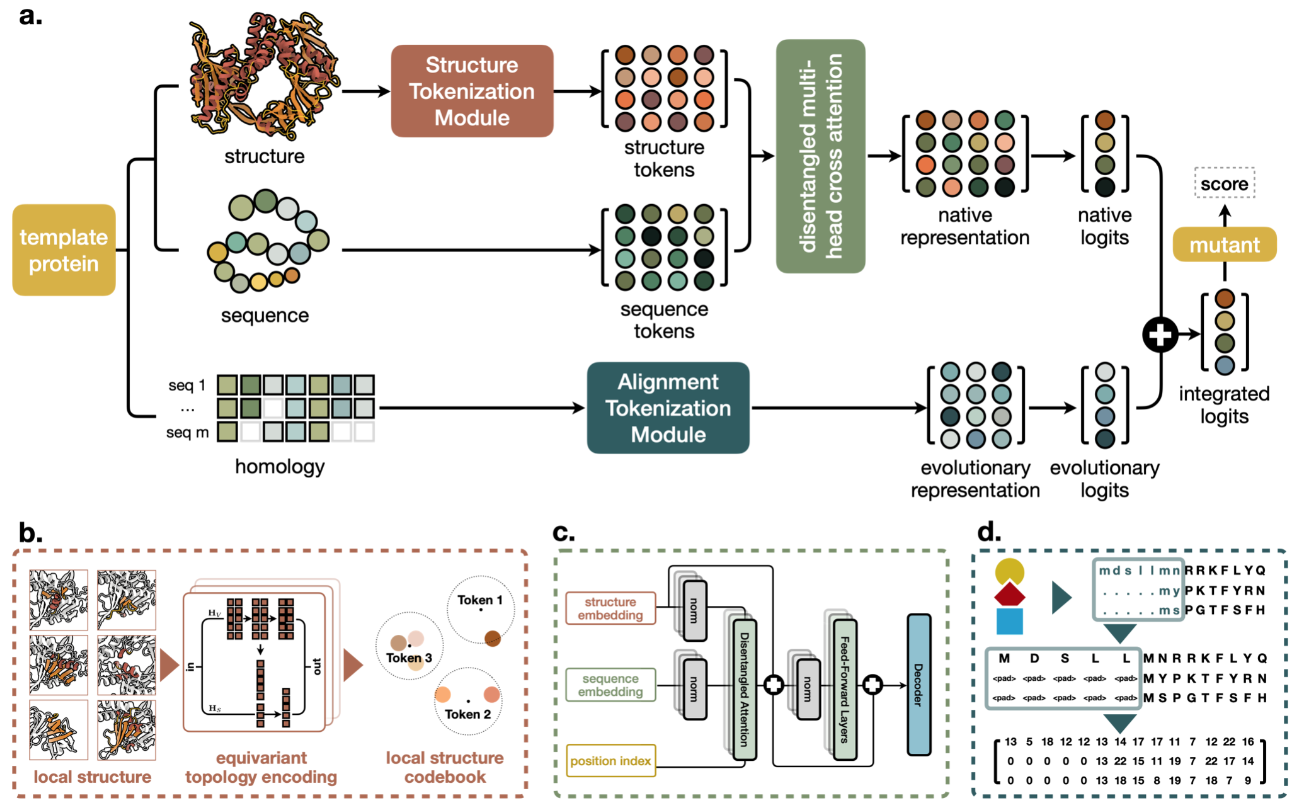 a.
template
protein
structure
Structure
Tokenization
Module
structure
tokens
sequence
sequence
tokens
disentangled multi-
head cross attention
native
representation
native
logits
score
mutant
integrated
logits
seq 1
...
seq m
homology
Alignment
Tokenization
Module
evolutionary
representation
evolutionary
logits
b.
in
H_V
H_S
out
Token 1
Token 3
Token 2
local structure
equivariant
topology encoding
local structure
codebook
c.
structure
embedding
sequence
embedding
position index
norm
norm
Disentangled Attention
norm
Feed-Forward Layers
Decoder
d.
m d s l l m n R R K F L Y Q
. . . . . m y P K T F Y R N
. . . . . m s P G T F S F H
M D S L L M N R R K F L Y Q
<pad> <pad> <pad> <pad> <pad> M Y P K T F Y R N
<pad> <pad> <pad> <pad> <pad> M S P G T F S F H
13 5 18 12 12 13 14 17 17 11 7 12 22 16
0 0 0 0 0 13 22 15 11 19 7 22 17 14
0 0 0 0 0 13 18 15 8 19 7 18 7 9